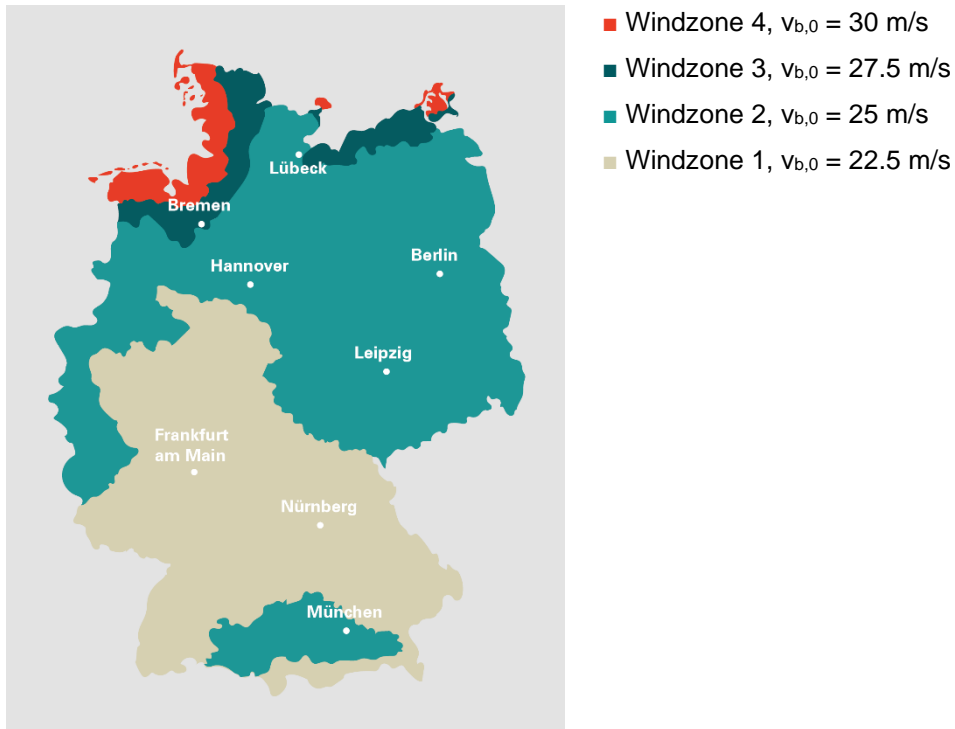 Windzone 4, vb,0 = 30 m/s
Windzone 3, vb,0 = 27.5 m/s
Windzone 2, vb,0 = 25 m/s
Windzone 1, vb,0 = 22.5 m/s
Lübeck
Bremen
Berlin
Hannover
Leipzig
Frankfurt
am Main
Nürnberg
München